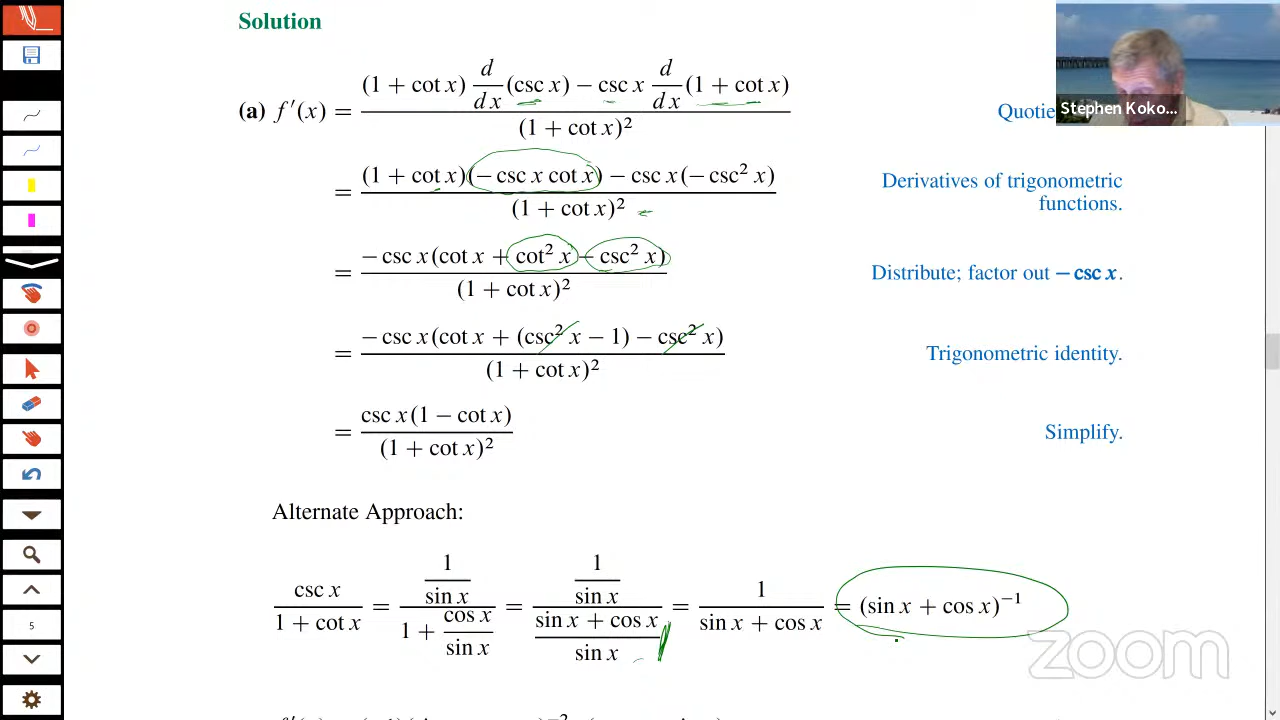 Solution
(a) f′(x) = ((1 + cot x) d/dx (csc x) − csc x d/dx (1 + cot x)) / (1 + cot x)²
Quotie
Stephen Koko...
= ((1 + cot x)(− csc x cot x) − csc x(− csc² x)) / (1 + cot x)²
Derivatives of trigonometric
functions.
= (− csc x(cot x + cot² x − csc² x)) / (1 + cot x)²
Distribute; factor out − csc x.
= (− csc x(cot x + (csc² x − 1) − csc² x)) / (1 + cot x)²
Trigonometric identity.
= (csc x(1 − cot x)) / (1 + cot x)²
Simplify.
Alternate Approach:
(csc x) / (1 + cot x) = (1 / sin x) / (1 + cos x / sin x) = (1 / sin x) / ((sin x + cos x) / sin x) = 1 / (sin x + cos x) = (sin x + cos x)⁻¹
5
zoom